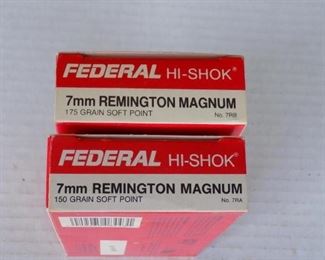 FEDERAL HI-SHOK®
7mm REMINGTON MAGNUM
175 GRAIN SOFT POINT No. 7RB
FEDERAL HI-SHOK®
7mm REMINGTON MAGNUM
150 GRAIN SOFT POINT No. 7RA